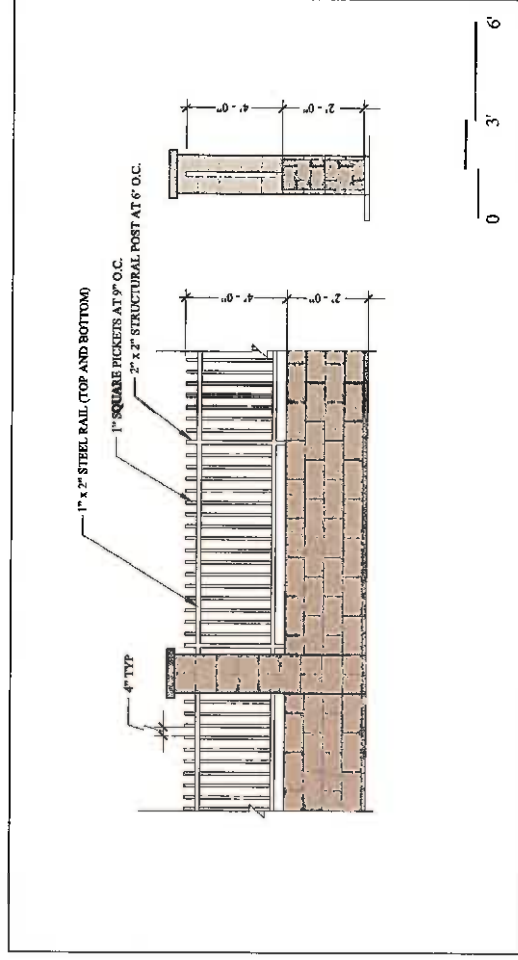 1" x 2" STEEL RAIL (TOP AND BOTTOM)
1" SQUARE PICKETS AT 9" O.C.
2" x 2" STRUCTURAL POST AT 6' O.C.
4" TYP
4' - 0"
2' - 0"
4' - 0"
2' - 0"
0 3' 6'